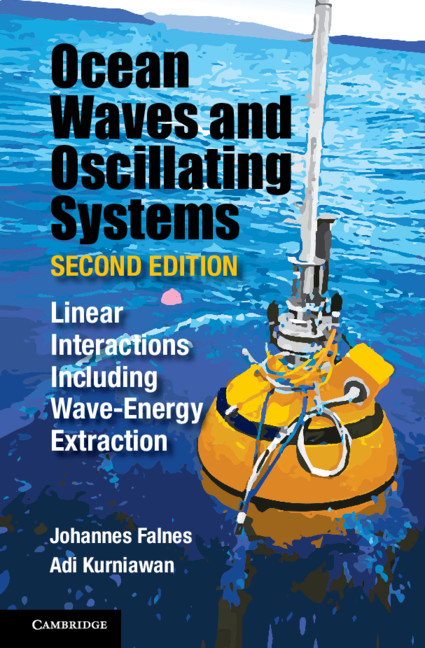 Ocean
Waves and
Oscillating
Systems
SECOND EDITION
Linear
Interactions
Including
Wave-Energy
Extraction
Johannes Falnes
Adi Kurniawan
CAMBRIDGE